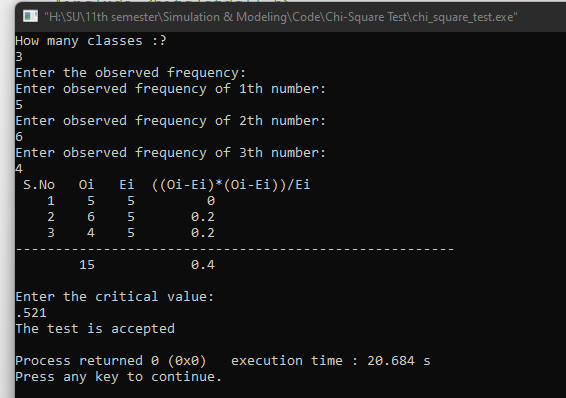 "H:\SU\11th semester\Simulation & Modeling\Code\Chi-Square Test\chi_square_test.exe"
How many classes :?
3
Enter the observed frequency:
Enter observed frequency of 1th number:
5
Enter observed frequency of 2th number:
6
Enter observed frequency of 3th number:
4
S.No Oi Ei ((Oi-Ei)*(Oi-Ei))/Ei
1 5 5 0
2 6 5 0.2
3 4 5 0.2
-------------------------------------------------------
15 0.4
Enter the critical value:
.521
The test is accepted
Process returned 0 (0x0) execution time : 20.684 s
Press any key to continue.